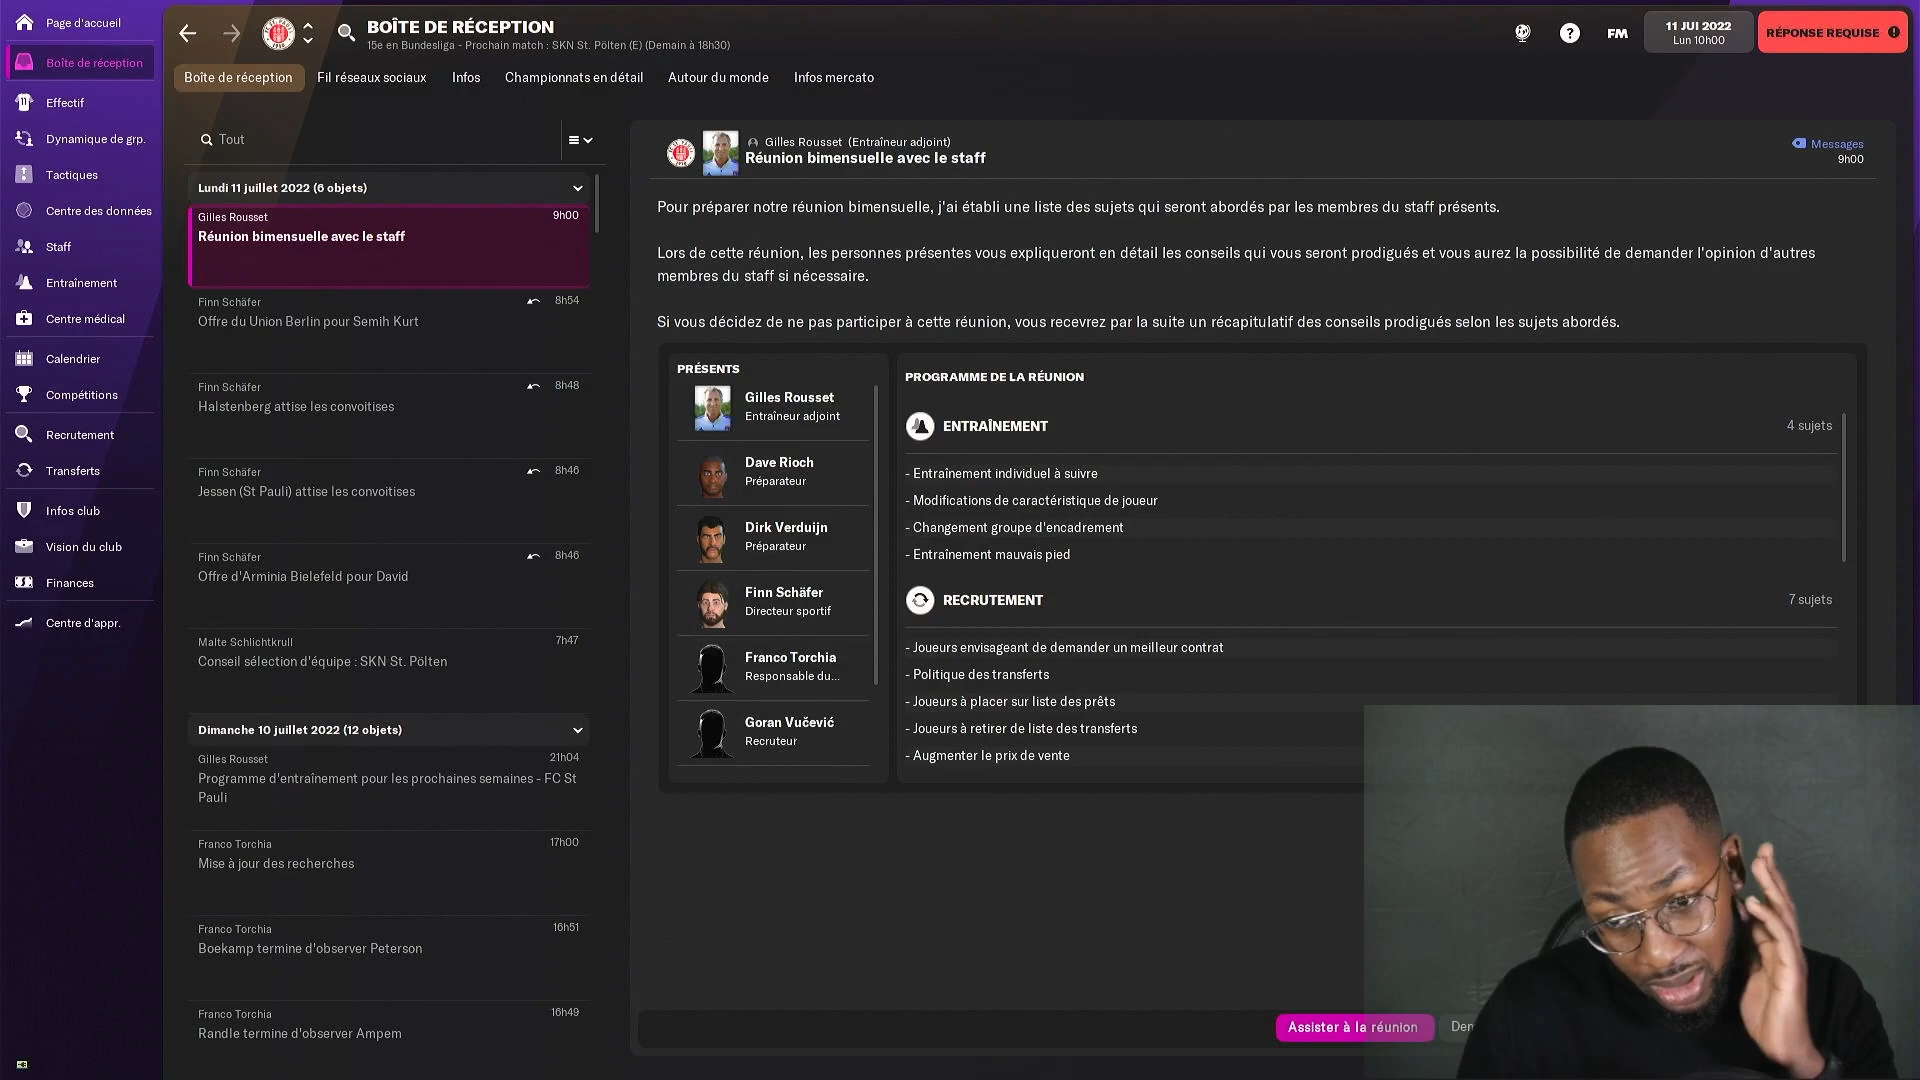 Page d'accueil
Boîte de réception
Effectif
Dynamique de grp.
Tactiques
Centre des données
Staff
Entraînement
Centre médical
Calendrier
Compétitions
Recrutement
Transferts
Infos club
Vision du club
Finances
Centre d'appr.
BOÎTE DE RÉCEPTION
15e en Bundesliga - Prochain match : SKN St. Pölten (E) (Demain à 18h30)
FM
11 JUI 2022
Lun 10h00
RÉPONSE REQUISE
Boîte de réception
Fil réseaux sociaux
Infos
Championnats en détail
Autour du monde
Infos mercato
Tout
Lundi 11 juillet 2022 (6 objets)
Gilles Rousset 9h00
Réunion bimensuelle avec le staff
Finn Schäfer 8h54
Offre du Union Berlin pour Semih Kurt
Finn Schäfer 8h48
Halstenberg attise les convoitises
Finn Schäfer 8h46
Jessen (St Pauli) attise les convoitises
Finn Schäfer 8h46
Offre d'Arminia Bielefeld pour David
Malte Schlichtkrull 7h47
Conseil sélection d'équipe : SKN St. Pölten
Dimanche 10 juillet 2022 (12 objets)
Gilles Rousset 21h04
Programme d'entraînement pour les prochaines semaines - FC St
Pauli
Franco Torchia 17h00
Mise à jour des recherches
Franco Torchia 16h51
Boekamp termine d'observer Peterson
Franco Torchia 16h49
Randle termine d'observer Ampem
Gilles Rousset (Entraîneur adjoint)
Réunion bimensuelle avec le staff
Messages
9h00
Pour préparer notre réunion bimensuelle, j'ai établi une liste des sujets qui seront abordés par les membres du staff présents.
Lors de cette réunion, les personnes présentes vous expliqueront en détail les conseils qui vous seront prodigués et vous aurez la possibilité de demander l'opinion d'autres
membres du staff si nécessaire.
Si vous décidez de ne pas participer à cette réunion, vous recevrez par la suite un récapitulatif des conseils prodigués selon les sujets abordés.
PRÉSENTS
Gilles Rousset
Entraîneur adjoint
Dave Rioch
Préparateur
Dirk Verduijn
Préparateur
Finn Schäfer
Directeur sportif
Franco Torchia
Responsable du...
Goran Vučević
Recruteur
PROGRAMME DE LA RÉUNION
ENTRAÎNEMENT 4 sujets
- Entraînement individuel à suivre
- Modifications de caractéristique de joueur
- Changement groupe d'encadrement
- Entraînement mauvais pied
RECRUTEMENT 7 sujets
- Joueurs envisageant de demander un meilleur contrat
- Politique des transferts
- Joueurs à placer sur liste des prêts
- Joueurs à retirer de liste des transferts
- Augmenter le prix de vente
Assister à la réunion